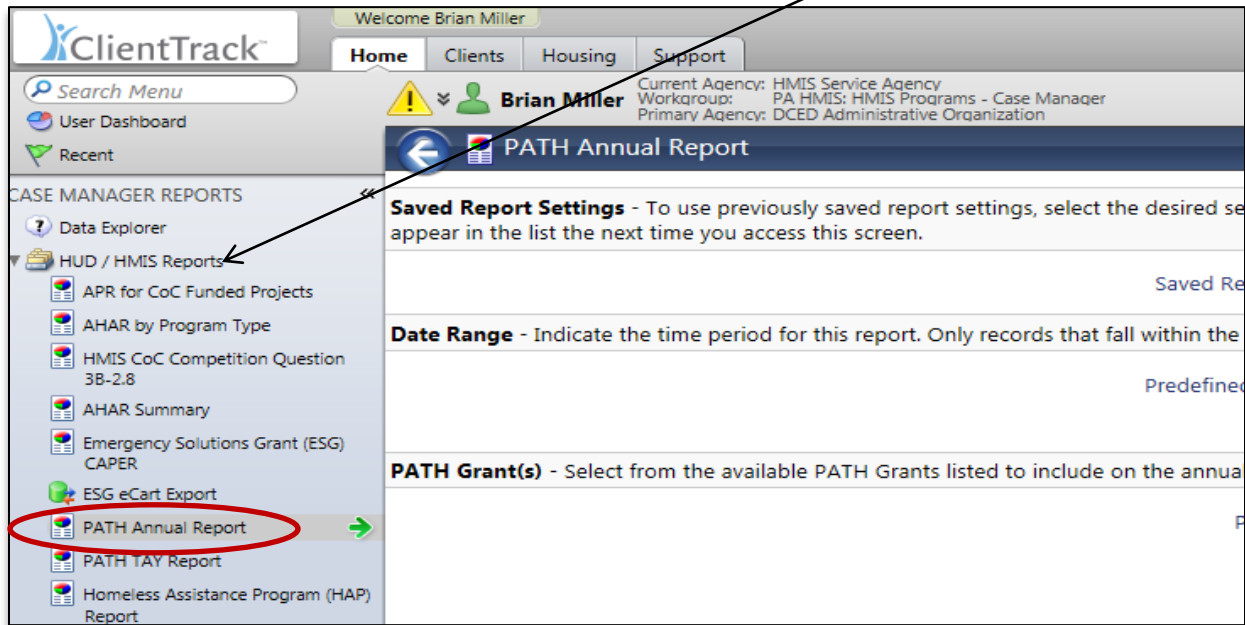 Welcome Brian Miller
ClientTrack™
Home Clients Housing Support
Search Menu
User Dashboard
Recent
Brian Miller
Current Agency: HMIS Service Agency
Workgroup: PA HMIS: HMIS Programs - Case Manager
Primary Agency: DCED Administrative Organization
PATH Annual Report
CASE MANAGER REPORTS
Data Explorer
HUD / HMIS Reports
APR for CoC Funded Projects
AHAR by Program Type
HMIS CoC Competition Question
3B-2.8
AHAR Summary
Emergency Solutions Grant (ESG)
CAPER
ESG eCart Export
PATH Annual Report
PATH TAY Report
Homeless Assistance Program (HAP)
Report
Saved Report Settings - To use previously saved report settings, select the desired se
appear in the list the next time you access this screen.
Saved Re
Date Range - Indicate the time period for this report. Only records that fall within the
Predefined
PATH Grant(s) - Select from the available PATH Grants listed to include on the annual
P